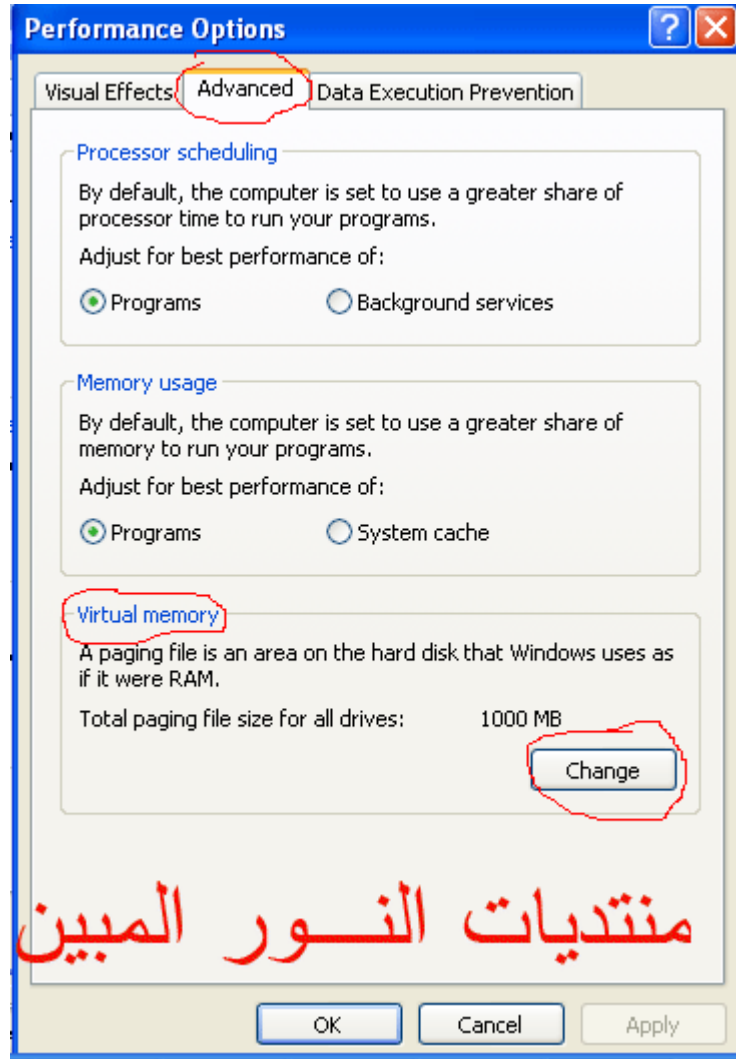 Performance Options
Visual Effects Advanced Data Execution Prevention
Processor scheduling
By default, the computer is set to use a greater share of
processor time to run your programs.
Adjust for best performance of:
Programs Background services
Memory usage
By default, the computer is set to use a greater share of
memory to run your programs.
Adjust for best performance of:
Programs System cache
Virtual memory
A paging file is an area on the hard disk that Windows uses as
if it were RAM.
Total paging file size for all drives: 1000 MB
Change
منتديات النـــور المبين
OK Cancel Apply